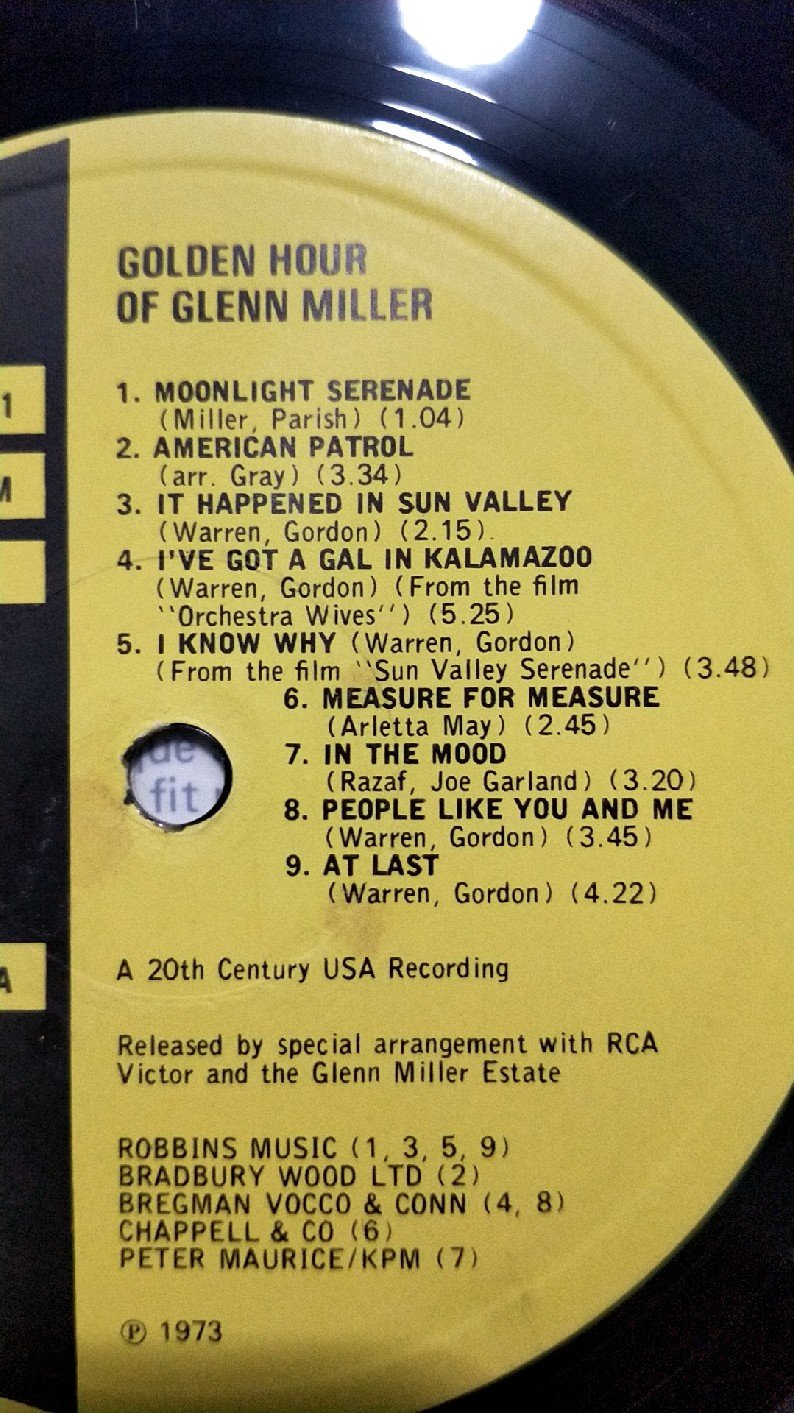 GOLDEN HOUR
OF GLENN MILLER
1. MOONLIGHT SERENADE
(Miller, Parish) (1.04)
2. AMERICAN PATROL
(arr. Gray) (3.34)
3. IT HAPPENED IN SUN VALLEY
(Warren, Gordon) (2.15).
4. I'VE GOT A GAL IN KALAMAZOO
(Warren, Gordon) (From the film
‘‘Orchestra Wives’’) (5.25)
5. I KNOW WHY (Warren, Gordon)
(From the film ‘‘Sun Valley Serenade’’) (3.48)
6. MEASURE FOR MEASURE
(Arletta May) (2.45)
7. IN THE MOOD
(Razaf, Joe Garland) (3.20)
8. PEOPLE LIKE YOU AND ME
(Warren, Gordon) (3.45)
9. AT LAST
(Warren, Gordon) (4.22)
A 20th Century USA Recording
Released by special arrangement with RCA
Victor and the Glenn Miller Estate
ROBBINS MUSIC (1, 3, 5, 9)
BRADBURY WOOD LTD (2)
BREGMAN VOCCO & CONN (4, 8)
CHAPPELL & CO (6)
PETER MAURICE/KPM (7)
℗ 1973
1
M
A
fit